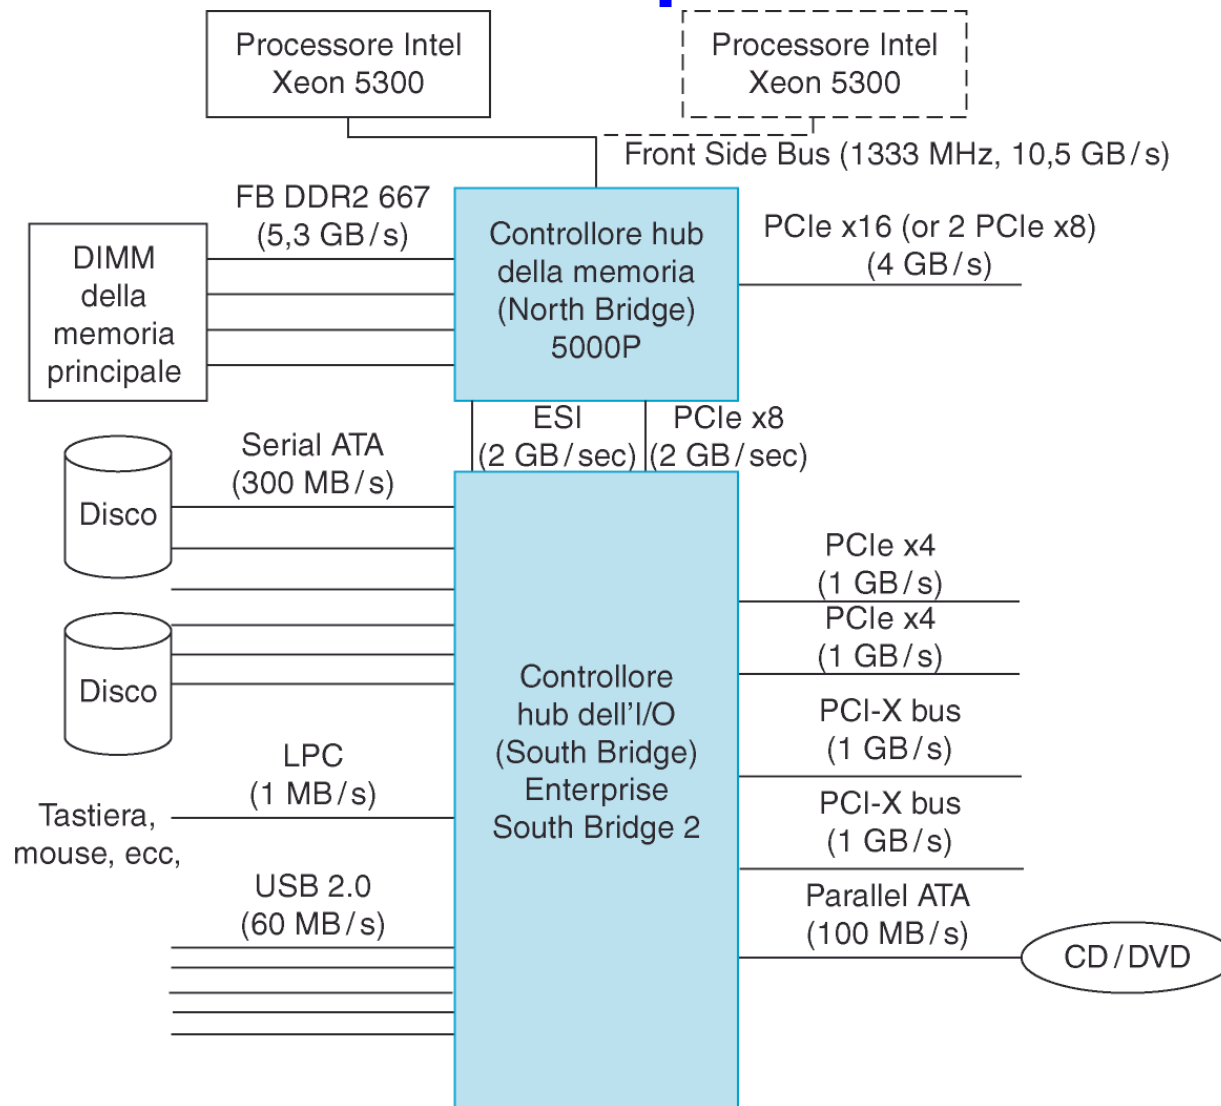 Processore Intel
Xeon 5300
Processore Intel
Xeon 5300
Front Side Bus (1333 MHz, 10,5 GB/s)
FB DDR2 667
(5,3 GB/s)
DIMM
della
memoria
principale
Controllore hub
della memoria
(North Bridge)
5000P
PCIe x16 (or 2 PCIe x8)
(4 GB/s)
ESI
(2 GB/sec)
PCIe x8
(2 GB/sec)
Serial ATA
(300 MB/s)
Disco
Disco
LPC
(1 MB/s)
Tastiera,
mouse, ecc,
USB 2.0
(60 MB/s)
Controllore
hub dell'I/O
(South Bridge)
Enterprise
South Bridge 2
PCIe x4
(1 GB/s)
PCIe x4
(1 GB/s)
PCI-X bus
(1 GB/s)
PCI-X bus
(1 GB/s)
Parallel ATA
(100 MB/s)
CD/DVD